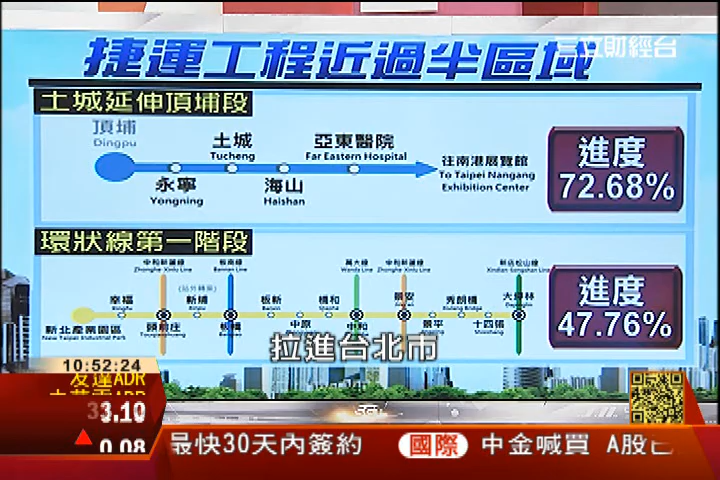 捷運工程近過半區域
三立財經台
土城延伸頂埔段
頂埔
Dingpu
土城
Tucheng
亞東醫院
Far Eastern Hospital
永寧
Yongning
海山
Haishan
往南港展覽館
To Taipei Nangang
Exhibition Center
進度
72.68%
環狀線第一階段
中和新蘆線
Zhonghe-Xinlu Line
板南線
Bannan Line
萬大線
Wanda Line
中和新蘆線
Zhonghe-Xinlu Line
新店松山線
幸福
新埔
板新
橋和
景安
秀朗橋
大坪林
新北產業園區
New Taipei Industrial Park
頭前庄
板橋
中原
中和
景平
十四張
進度
47.76%
拉進台北市
10:52:24
友達ADR
33.10
0.08
最快30天內簽約
國際
中金喊買 A股已